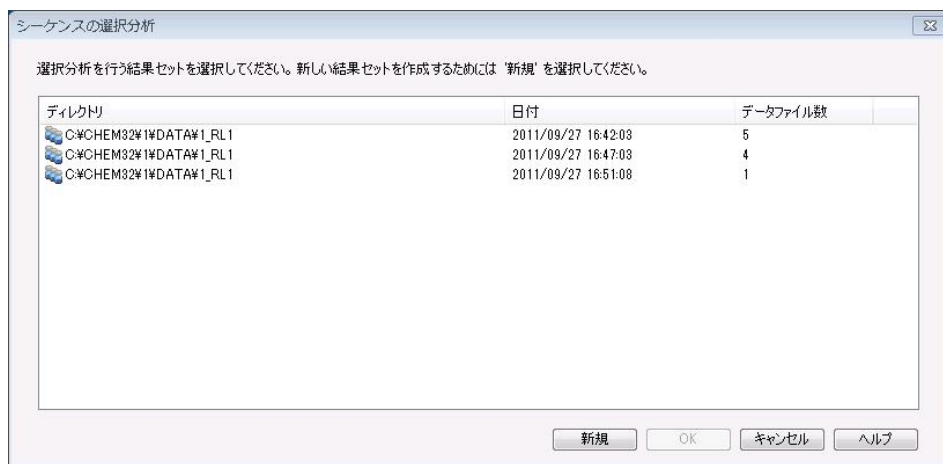 シーケンスの選択分析
選択分析を行う結果セットを選択してください。新しい結果セットを作成するためには '新規' を選択してください。
ディレクトリ 日付 データファイル数
C:¥CHEM32¥1¥DATA¥1_RL1 2011/09/27 16:42:03 5
C:¥CHEM32¥1¥DATA¥1_RL1 2011/09/27 16:47:03 4
C:¥CHEM32¥1¥DATA¥1_RL1 2011/09/27 16:51:08 1
新規 OK キャンセル ヘルプ